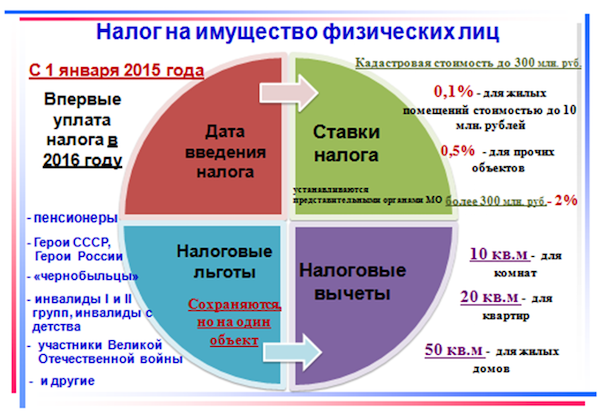 Налог на имущество физических лиц
С 1 января 2015 года
Впервые
уплата
налога в
2016 году
Дата
введения
налога
Ставки
налога
устанавливаются
представительными органами МО
Кадастровая стоимость до 300 млн. руб.
0,1% - для жилых
помещений стоимостью до 10
млн. рублей
0,5% - для прочих
объектов
более 300 млн. руб.- 2%
- пенсионеры
- Герои СССР,
Герои России
- «чернобыльцы»
- инвалиды I и II
групп, инвалиды с
детства
- участники Великой
Отечественной войны
- и другие
Налоговые
льготы
Сохраняются,
но на один
объект
Налоговые
вычеты
10 кв.м - для
комнат
20 кв.м - для
квартир
50 кв.м - для жилых
домов